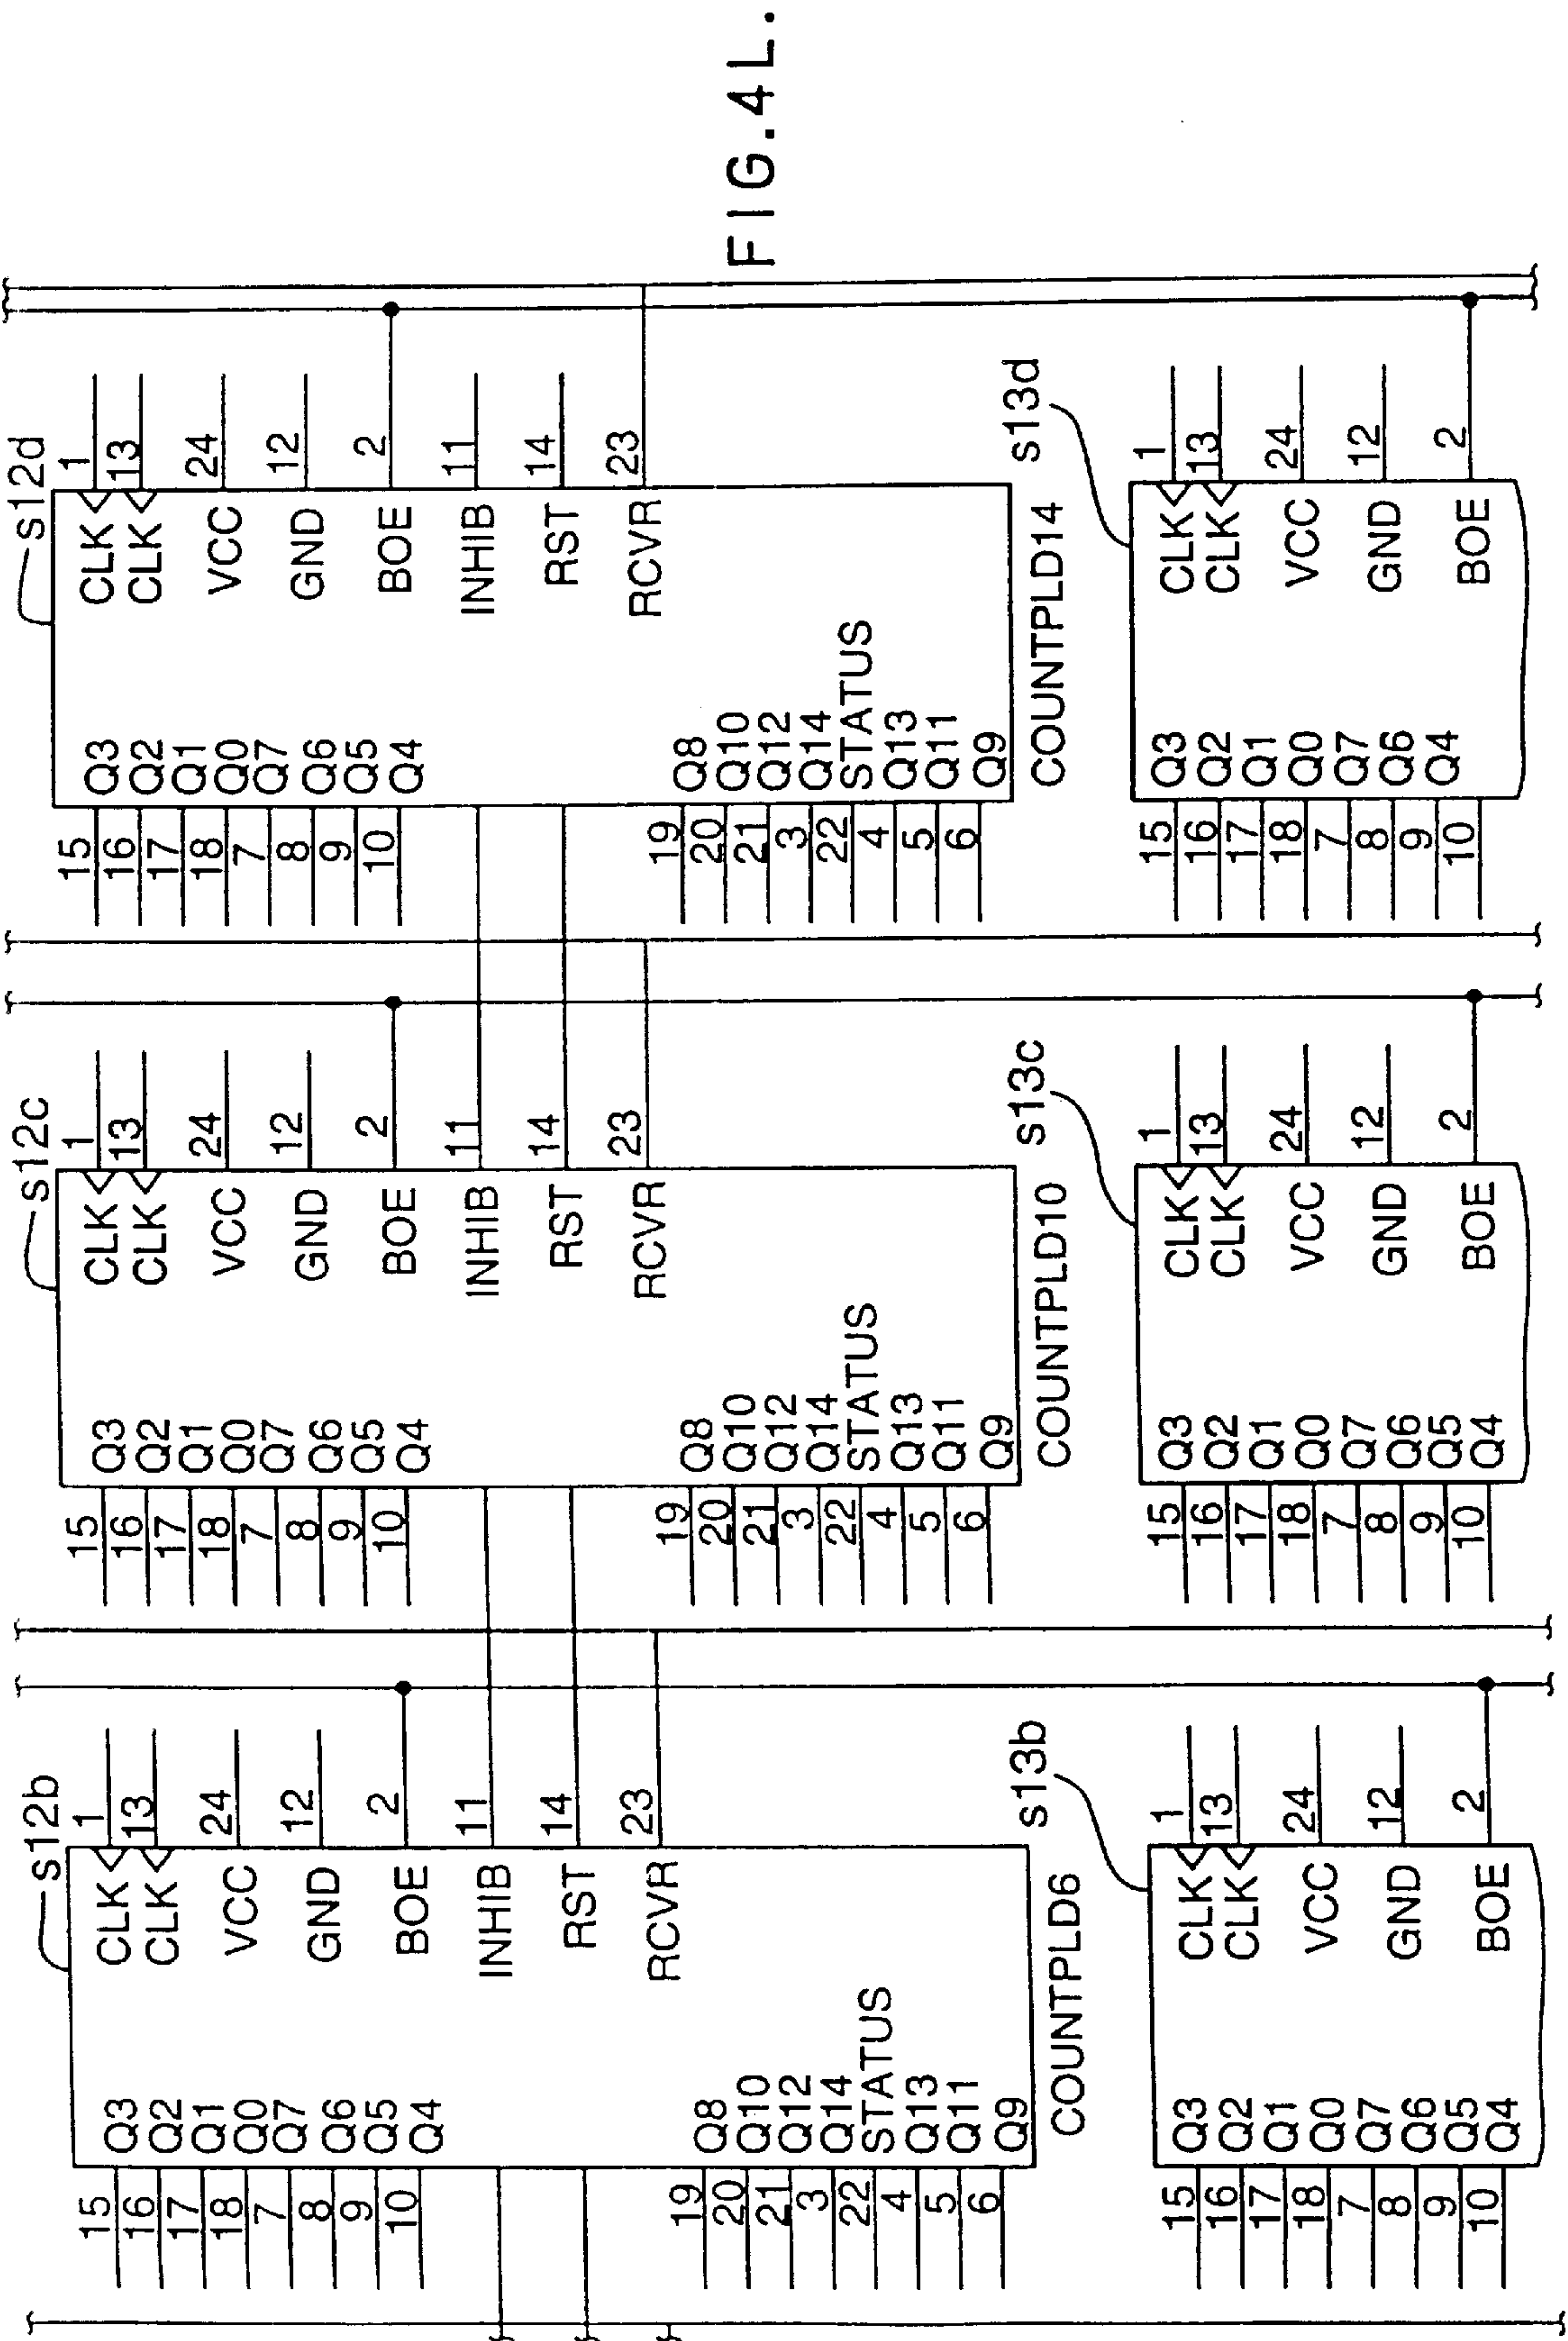 s12b
15 Q3 CLK 1
16 Q2 CLK 13
17 Q1
18 Q0 VCC 24
7 Q7
8 Q6 GND 12
9 Q5
10 Q4 BOE 2
INHIB 11
RST 14
RCVR 23
19 Q8
20 Q10
21 Q12
3 Q14
22 STATUS
4 Q13
5 Q11
6 Q9
COUNTPLD6
s12c
15 Q3 CLK 1
16 Q2 CLK 13
17 Q1
18 Q0 VCC 24
7 Q7
8 Q6 GND 12
9 Q5
10 Q4 BOE 2
INHIB 11
RST 14
RCVR 23
19 Q8
20 Q10
21 Q12
3 Q14
22 STATUS
4 Q13
5 Q11
6 Q9
COUNTPLD10
s12d
15 Q3 CLK 1
16 Q2 CLK 13
17 Q1
18 Q0 VCC 24
7 Q7
8 Q6 GND 12
9 Q5
10 Q4 BOE 2
INHIB 11
RST 14
RCVR 23
19 Q8
20 Q10
21 Q12
3 Q14
22 STATUS
4 Q13
5 Q11
6 Q9
COUNTPLD14
s13b
15 Q3 CLK 1
16 Q2 CLK 13
17 Q1
18 Q0 VCC 24
7 Q7
8 Q6 GND 12
9 Q5
10 Q4 BOE 2
s13c
15 Q3 CLK 1
16 Q2 CLK 13
17 Q1
18 Q0 VCC 24
7 Q7
8 Q6 GND 12
9 Q5
10 Q4 BOE 2
s13d
15 Q3 CLK 1
16 Q2 CLK 13
17 Q1
18 Q0 VCC 24
7 Q7
8 Q6 GND 12
9 Q4
10 BOE 2
FIG.4L.